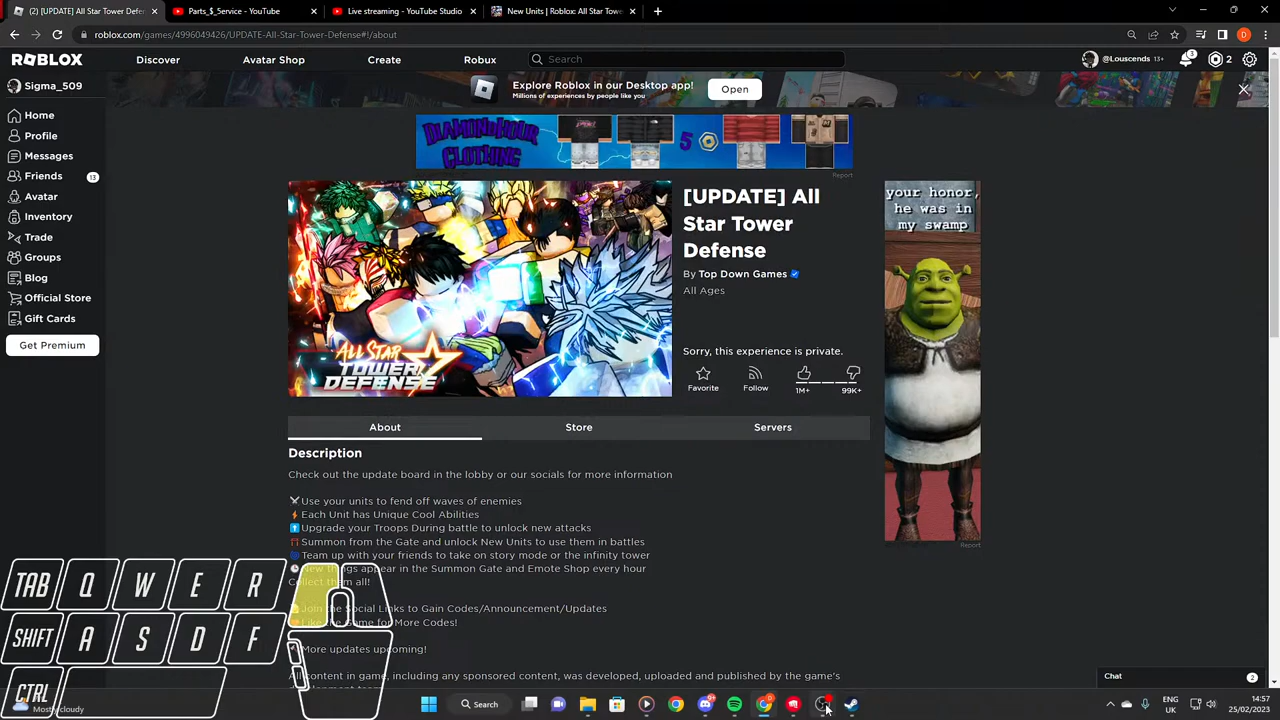 (2) [UPDATE] All Star Tower Defe
Parts_$_Service - YouTube
Live streaming - YouTube Studio
New Units | Roblox: All Star Towe
roblox.com/games/4996049426/UPDATE-All-Star-Tower-Defense#!/about
D
ROBLOX
Discover
Avatar Shop
Create
Robux
Search
@Louscends 13+
3
2
Sigma_509
Home
Profile
Messages
Friends
13
Avatar
Inventory
Trade
Groups
Blog
Official Store
Gift Cards
Get Premium
Explore Roblox in our Desktop app!
Millions of experiences by people like you
Open
DIAMONDHOUR
CLOTHING
5
Report
ALL STAR
TOWER
DEFENSE
[UPDATE] All
Star Tower
Defense
By Top Down Games
All Ages
Sorry, this experience is private.
Favorite
Follow
1M+
99K+
your honor,
he was in
my swamp
Report
About
Store
Servers
Description
Check out the update board in the lobby or our socials for more information
Use your units to fend off waves of enemies
Each Unit has Unique Cool Abilities
Upgrade your Troops During battle to unlock new attacks
Summon from the Gate and unlock New Units to use them in battles
Team up with your friends to take on story mode or the infinity tower
New things appear in the Summon Gate and Emote Shop every hour
Collect them all!
Join the Social Links to Gain Codes/Announcement/Updates
Like the Game for More Codes!
More updates upcoming!
All content in game, including any sponsored content, was developed, uploaded and published by the game's
TAB Q W E R
SHIFT A S D F
CTRL
Chat
2
Mostly cloudy
Search
ENG
UK
14:57
25/02/2023